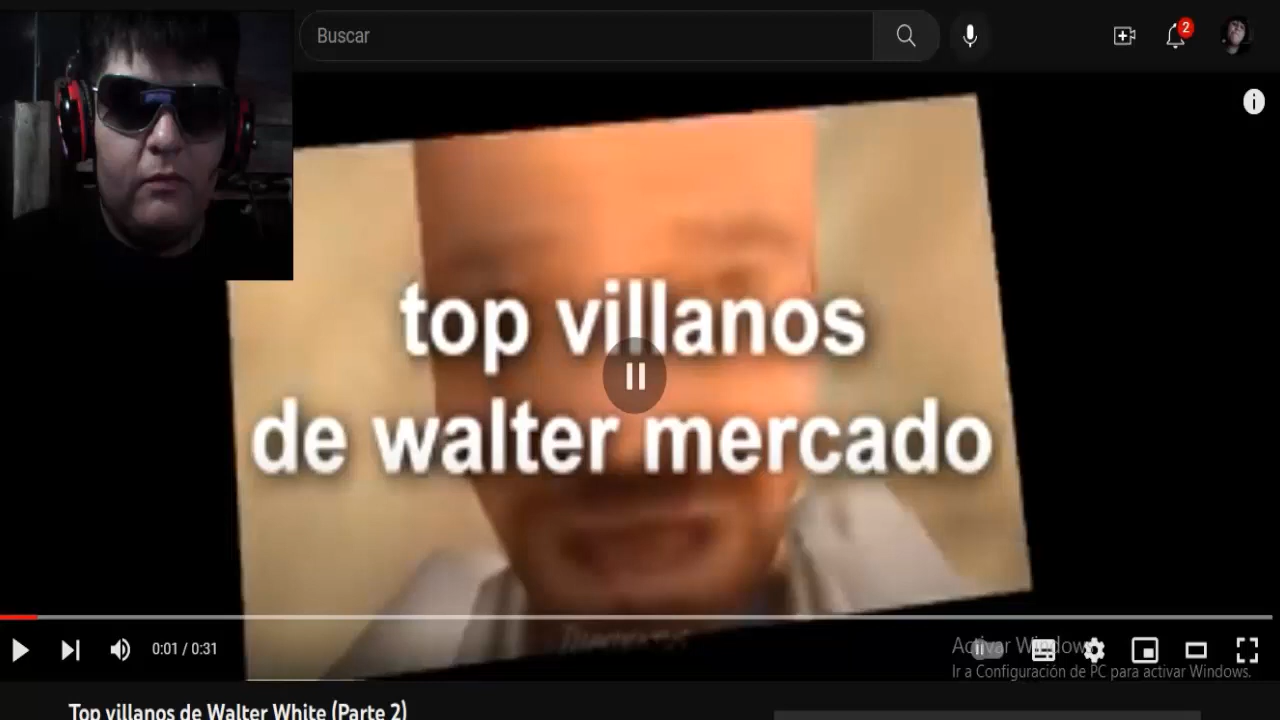 Buscar
2
top villanos
de walter mercado
0:01 / 0:31
Activar Windows
Ir a Configuración de PC para activar Windows.
Top villanos de Walter White (Parte 2)